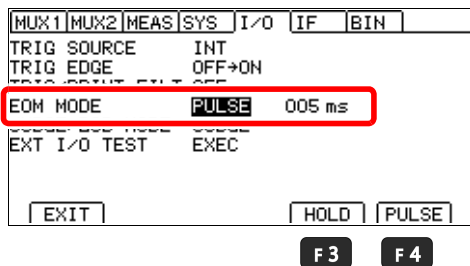 MUX1 MUX2 MEAS SYS I/O IF BIN
TRIG SOURCE INT
TRIG EDGE OFF→ON
EOM MODE PULSE 005 ms
EXT I/O TEST EXEC
EXIT HOLD PULSE
F3 F4